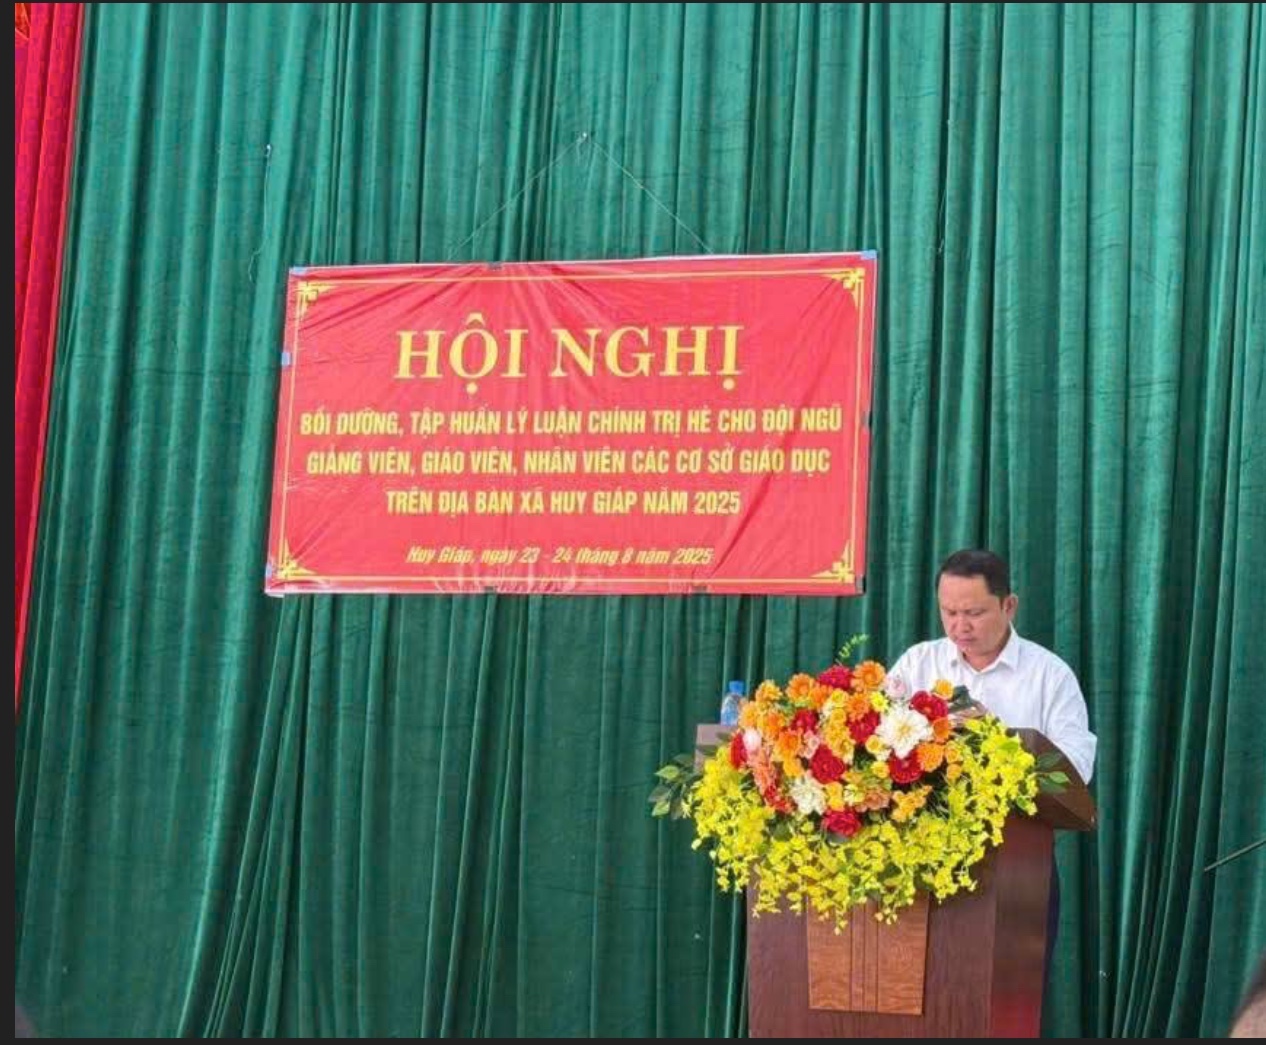 HỘI NGHỊ
BỒI DƯỠNG, TẬP HUẤN LÝ LUẬN CHÍNH TRỊ HÈ CHO ĐỘI NGŨ
GIẢNG VIÊN, GIÁO VIÊN, NHÂN VIÊN CÁC CƠ SỞ GIÁO DỤC
TRÊN ĐỊA BÀN XÃ HUY GIÁP NĂM 2025
Huy Giáp, ngày 23 - 24 tháng 8 năm 2025